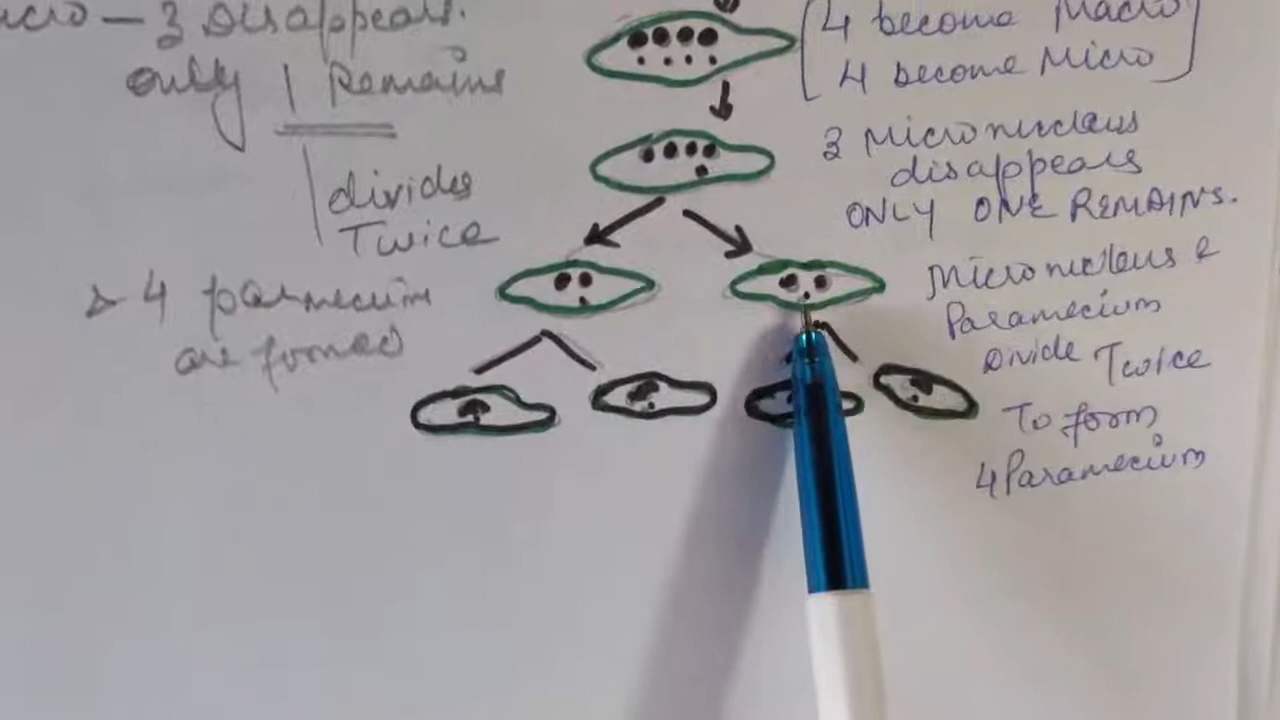 3 Disappears.
only 1 Remains
divides
Twice
4 paramecium
are formed
4 become Macro
4 become Micro
3 Micronucleus
disappears
ONLY ONE REMAINS.
Micronucleus &
Paramecium
Divide Twice
To form
4 Paramecium